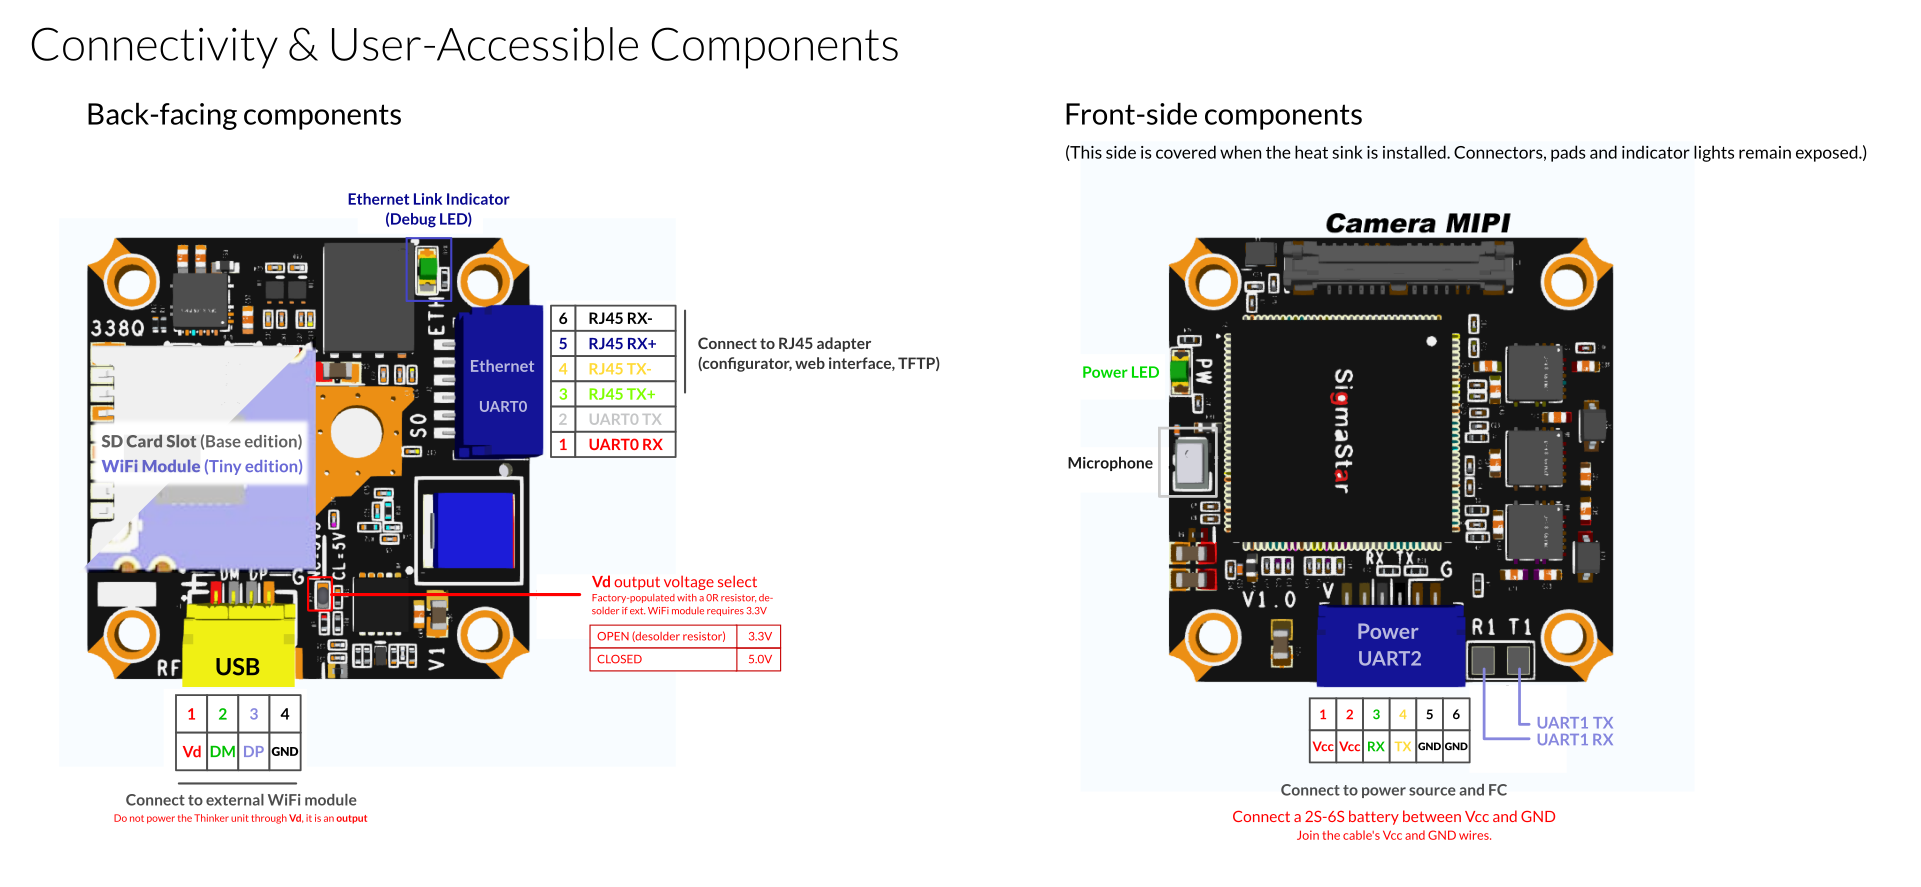 Connectivity & User-Accessible Components
Back-facing components
Ethernet Link Indicator
(Debug LED)
338Q
ETH
SO
Ethernet
UART0
6 RJ45 RX-
5 RJ45 RX+
4 RJ45 TX-
3 RJ45 TX+
2 UART0 TX
1 UART0 RX
Connect to RJ45 adapter
(configurator, web interface, TFTP)
SD Card Slot (Base edition)
WiFi Module (Tiny edition)
CL=5V
DM DP G
V1
RF
USB
Vd output voltage select
Factory-populated with a 0R resistor, de-
solder if ext. WiFi module requires 3.3V
OPEN (desolder resistor) 3.3V
CLOSED 5.0V
1 2 3 4
Vd DM DP GND
Connect to external WiFi module
Do not power the Thinker unit through Vd, it is an output
Front-side components
(This side is covered when the heat sink is installed. Connectors, pads and indicator lights remain exposed.)
Camera MIPI
Power LED
PW
Microphone
SigmaStar
RX TX
V1.0 V G
R1 T1
Power
UART2
1 2 3 4 5 6
Vcc Vcc RX TX GND GND
UART1 TX
UART1 RX
Connect to power source and FC
Connect a 2S-6S battery between Vcc and GND
Join the cable's Vcc and GND wires.